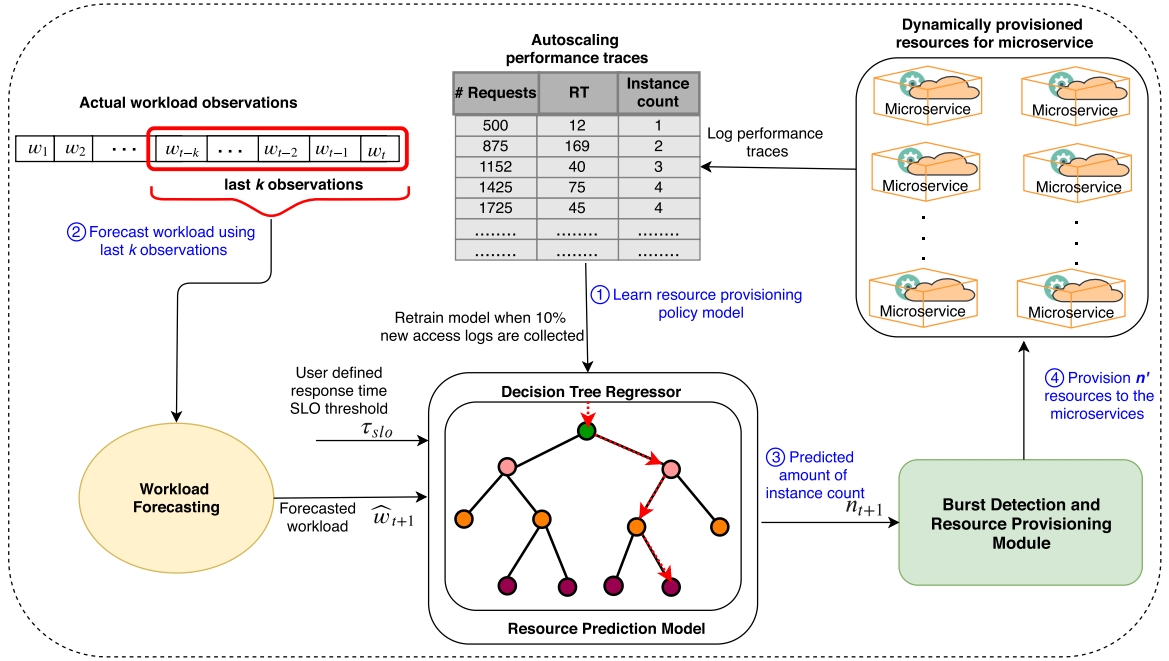 Dynamically provisioned
resources for microservice
Autoscaling
performance traces
# Requests RT Instance count
500 12 1
875 169 2
1152 40 3
1425 75 4
1725 45 4
........ ........ ........
........ ........ ........
Actual workload observations
w₁ w₂ ··· wₜ₋ₖ ··· wₜ₋₂ wₜ₋₁ wₜ
last k observations
② Forecast workload using
last k observations
Log performance
traces
Microservice Microservice
Microservice Microservice
Microservice Microservice
① Learn resource provisioning
policy model
Retrain model when 10%
new access logs are collected
User defined
response time
SLO threshold
τ_slo
Workload
Forecasting
Forecasted
workload
ŵₜ₊₁
Decision Tree Regressor
Resource Prediction Model
③ Predicted
amount of
instance count
nₜ₊₁
Burst Detection and
Resource Provisioning
Module
④ Provision n'
resources to the
microservices